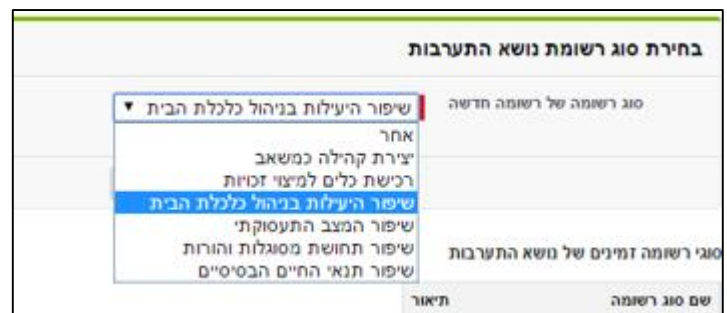 בחירת סוג רשומת נושא התערבות
סוג רשומה של רשומה חדשה
שיפור היעילות בניהול כלכלת הבית
אחר
יצירת קהילה כמשאב
רכישת כלים למיצוי זכויות
שיפור היעילות בניהול כלכלת הבית
שיפור המצב התעסוקתי
שיפור תחושת מסוגלות והורות
שיפור תנאי החיים הבסיסיים
סוגי רשומה זמינים של נושא התערבות
שם סוג רשומה תיאור